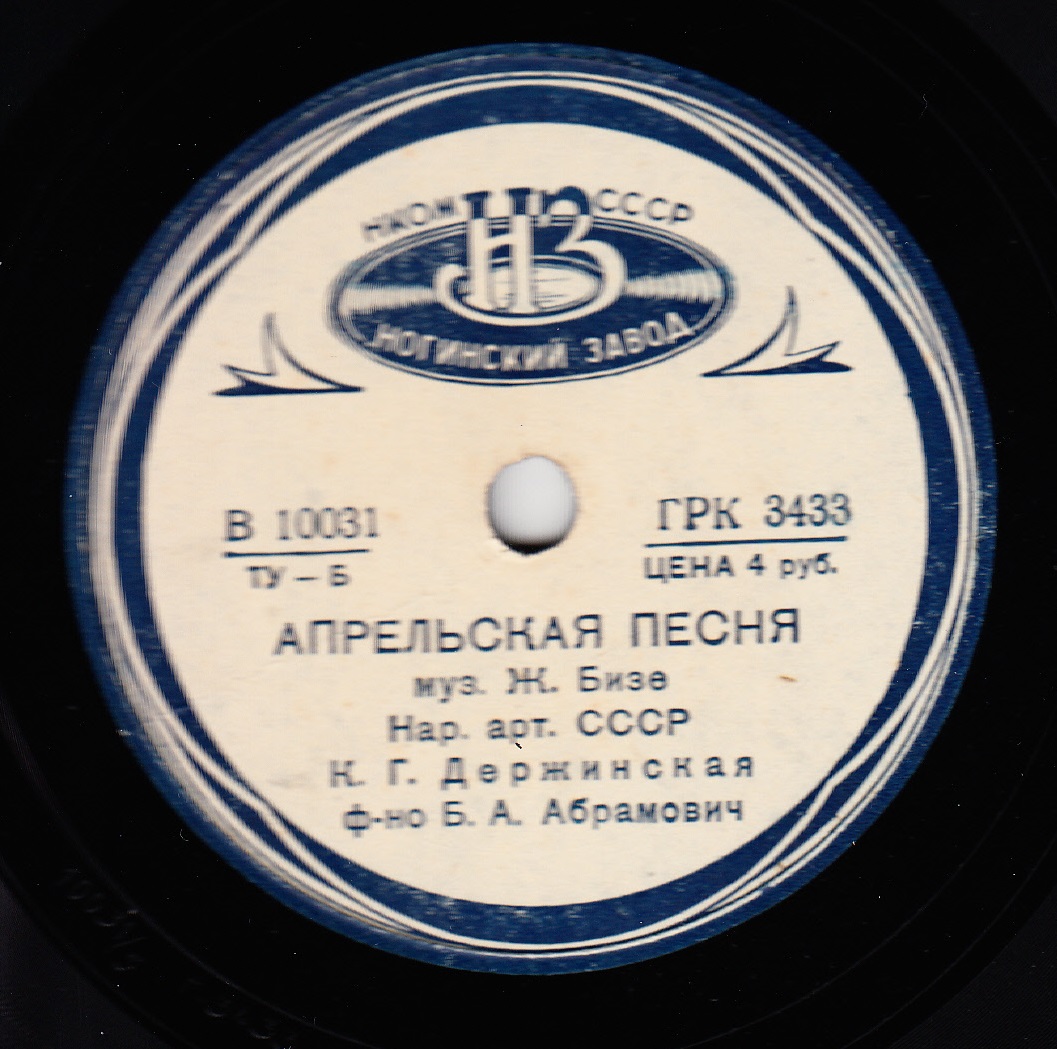 НКОМ НП СССР
НЗ
НОГИНСКИЙ ЗАВОД
В 10031
ТУ – Б
ГРК 3433
ЦЕНА 4 руб.
АПРЕЛЬСКАЯ ПЕСНЯ
муз. Ж. Бизе
Нар. арт. СССР
К. Г. Держинская
ф-но Б. А. Абрамович